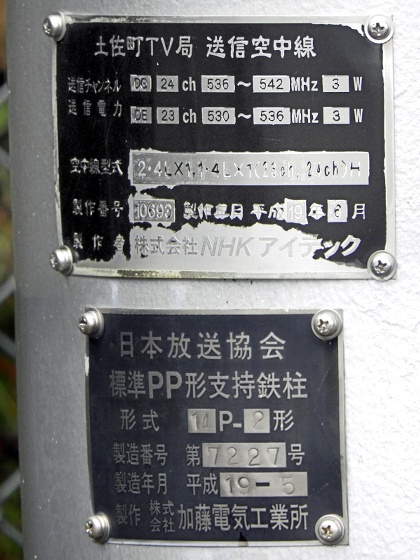 土佐町TV局 送信空中線
送信チャンネル DG 24 ch 536 ～ 542 MHz 3 W
送信電力 DE 23 ch 530 ～ 536 MHz 3 W
空中線型式 2·4L×1,1·4L×1(23ch, 24ch)H
製作番号 10693 製作年月 平成 19 年 6 月
製作者 株式会社NHKアイテック
日本放送協会
標準PP形支持鉄柱
形式 14P-2形
製造番号 第7227号
製造年月 平成19-5
製作 株式会社 加藤電気工業所